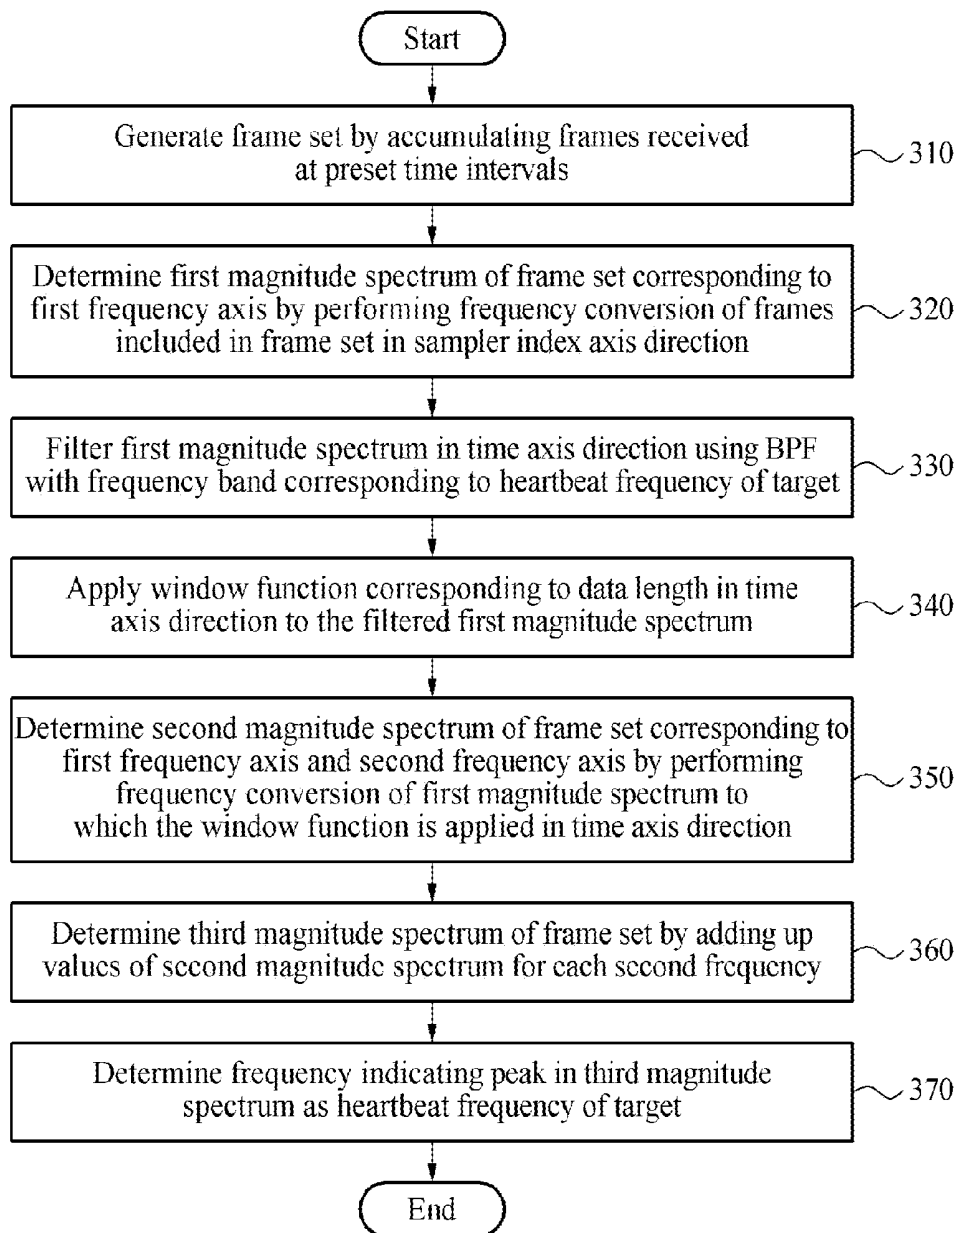 Start
Generate frame set by accumulating frames received
at preset time intervals
310
Determine first magnitude spectrum of frame set corresponding to
first frequency axis by performing frequency conversion of frames
included in frame set in sampler index axis direction
320
Filter first magnitude spectrum in time axis direction using BPF
with frequency band corresponding to heartbeat frequency of target
330
Apply window function corresponding to data length in time
axis direction to the filtered first magnitude spectrum
340
Determine second magnitude spectrum of frame set corresponding to
first frequency axis and second frequency axis by performing
frequency conversion of first magnitude spectrum to
which the window function is applied in time axis direction
350
Determine third magnitude spectrum of frame set by adding up
values of second magnitude spectrum for each second frequency
360
Determine frequency indicating peak in third magnitude
spectrum as heartbeat frequency of target
370
End